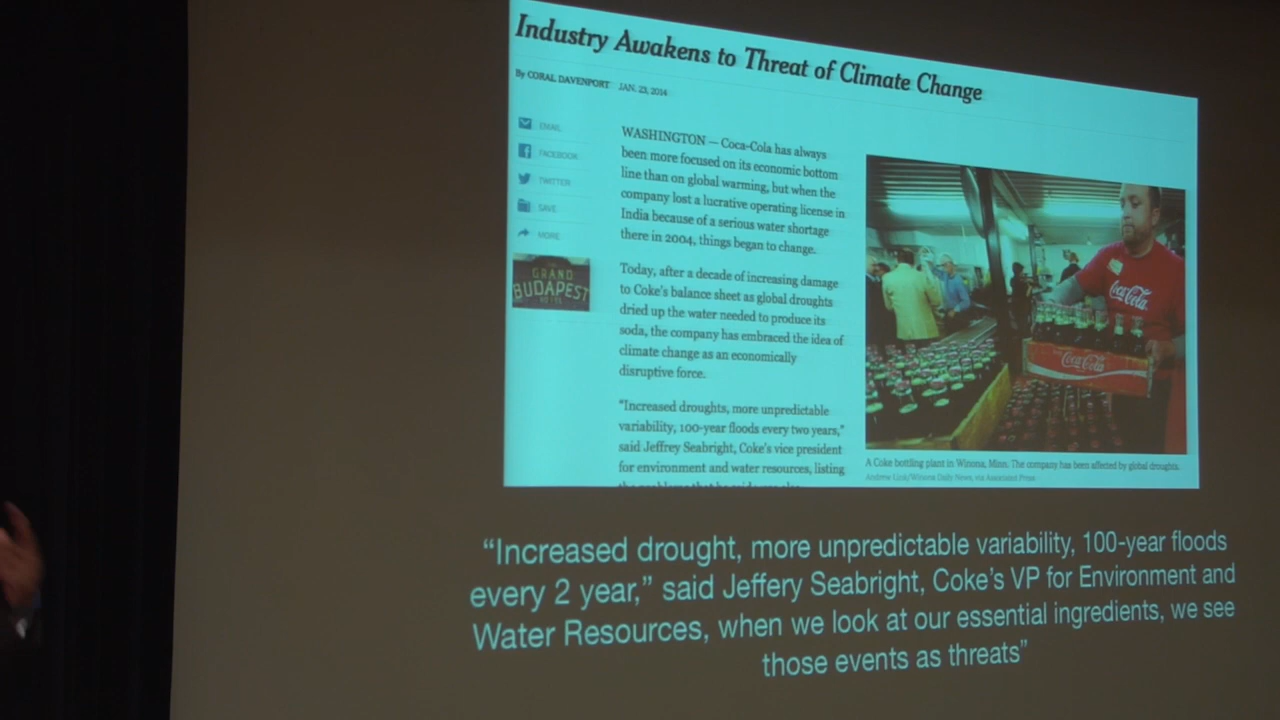 Industry Awakens to Threat of Climate Change
By CORAL DAVENPORT JAN. 23, 2014
EMAIL
FACEBOOK
TWITTER
SAVE
MORE
GRAND
BUDAPEST
WASHINGTON — Coca-Cola has always
been more focused on its economic bottom
line than on global warming, but when the
company lost a lucrative operating license in
India because of a serious water shortage
there in 2004, things began to change.
Today, after a decade of increasing damage
to Coke's balance sheet as global droughts
dried up the water needed to produce its
soda, the company has embraced the idea of
climate change as an economically
disruptive force.
“Increased droughts, more unpredictable
variability, 100-year floods every two years,”
said Jeffrey Seabright, Coke's vice president
for environment and water resources, listing
Coca-Cola
Coca-Cola
A Coke bottling plant in Winona, Minn. The company has been affected by global droughts.
Andrew Link/Winona Daily News, via Associated Press
“Increased drought, more unpredictable variability, 100-year floods
every 2 year,” said Jeffery Seabright, Coke's VP for Environment and
Water Resources, when we look at our essential ingredients, we see
those events as threats”